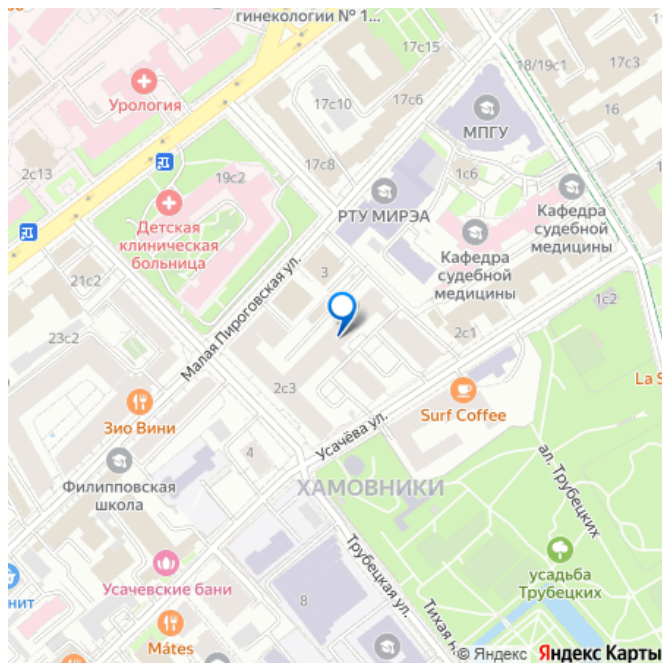 гинекологии № 1...
17с15
17с3
18/19с1
Урология
17с10
17с6
16
МПГУ
2с13
19с2
17с8
1с6
РТУ МИРЭА
Кафедра
судебной
медицины
Детская
клиническая
больница
Кафедра
судебной
медицины
3
21с2
Малая Пироговская ул.
1с2
23с2
2с1
2с3
La S
Зио Вини
Surf Coffee
Усачёва ул.
4
Филипповская
школа
ХАМОВНИКИ
ал. Трубецких
Усачевские бани
Трубецкая ул.
усадьба
Трубецких
нит
8
Тихая
Mátes
© Яндекс Яндекс Карты